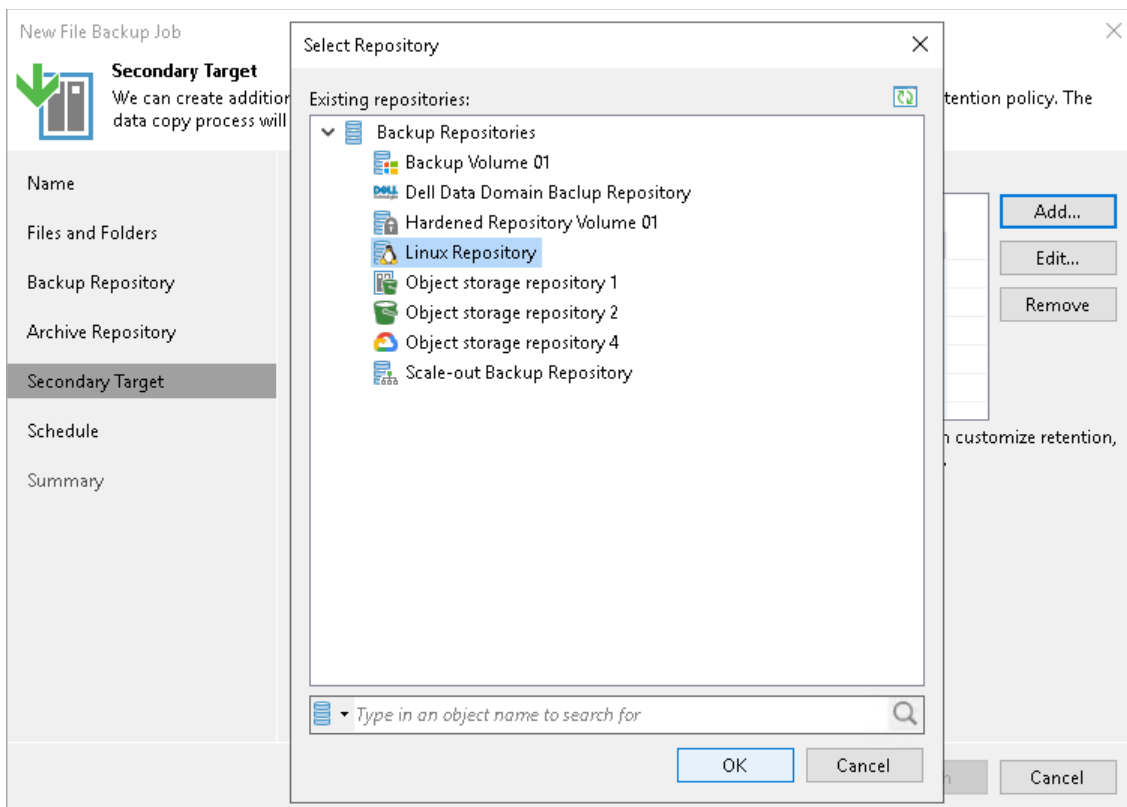 New File Backup Job
Secondary Target
We can create addition
tention policy. The
data copy process will
Name
Files and Folders
Backup Repository
Archive Repository
Secondary Target
Schedule
Summary
Select Repository
Existing repositories:
Backup Repositories
Backup Volume 01
DELL Dell Data Domain Baclup Repository
Hardened Repository Volume 01
Linux Repository
Object storage repository 1
Object storage repository 2
Object storage repository 4
Scale-out Backup Repository
Type in an object name to search for
OK
Cancel
Add...
Edit...
Remove
customize retention,
Cancel